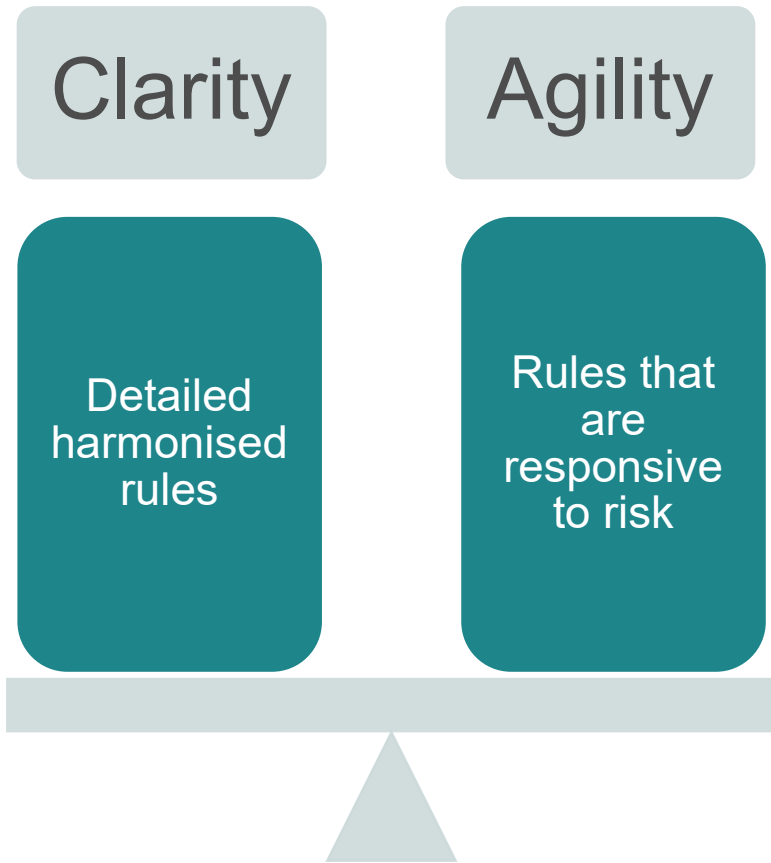 Clarity
Agility
Detailed
harmonised
rules
Rules that
are
responsive
to risk